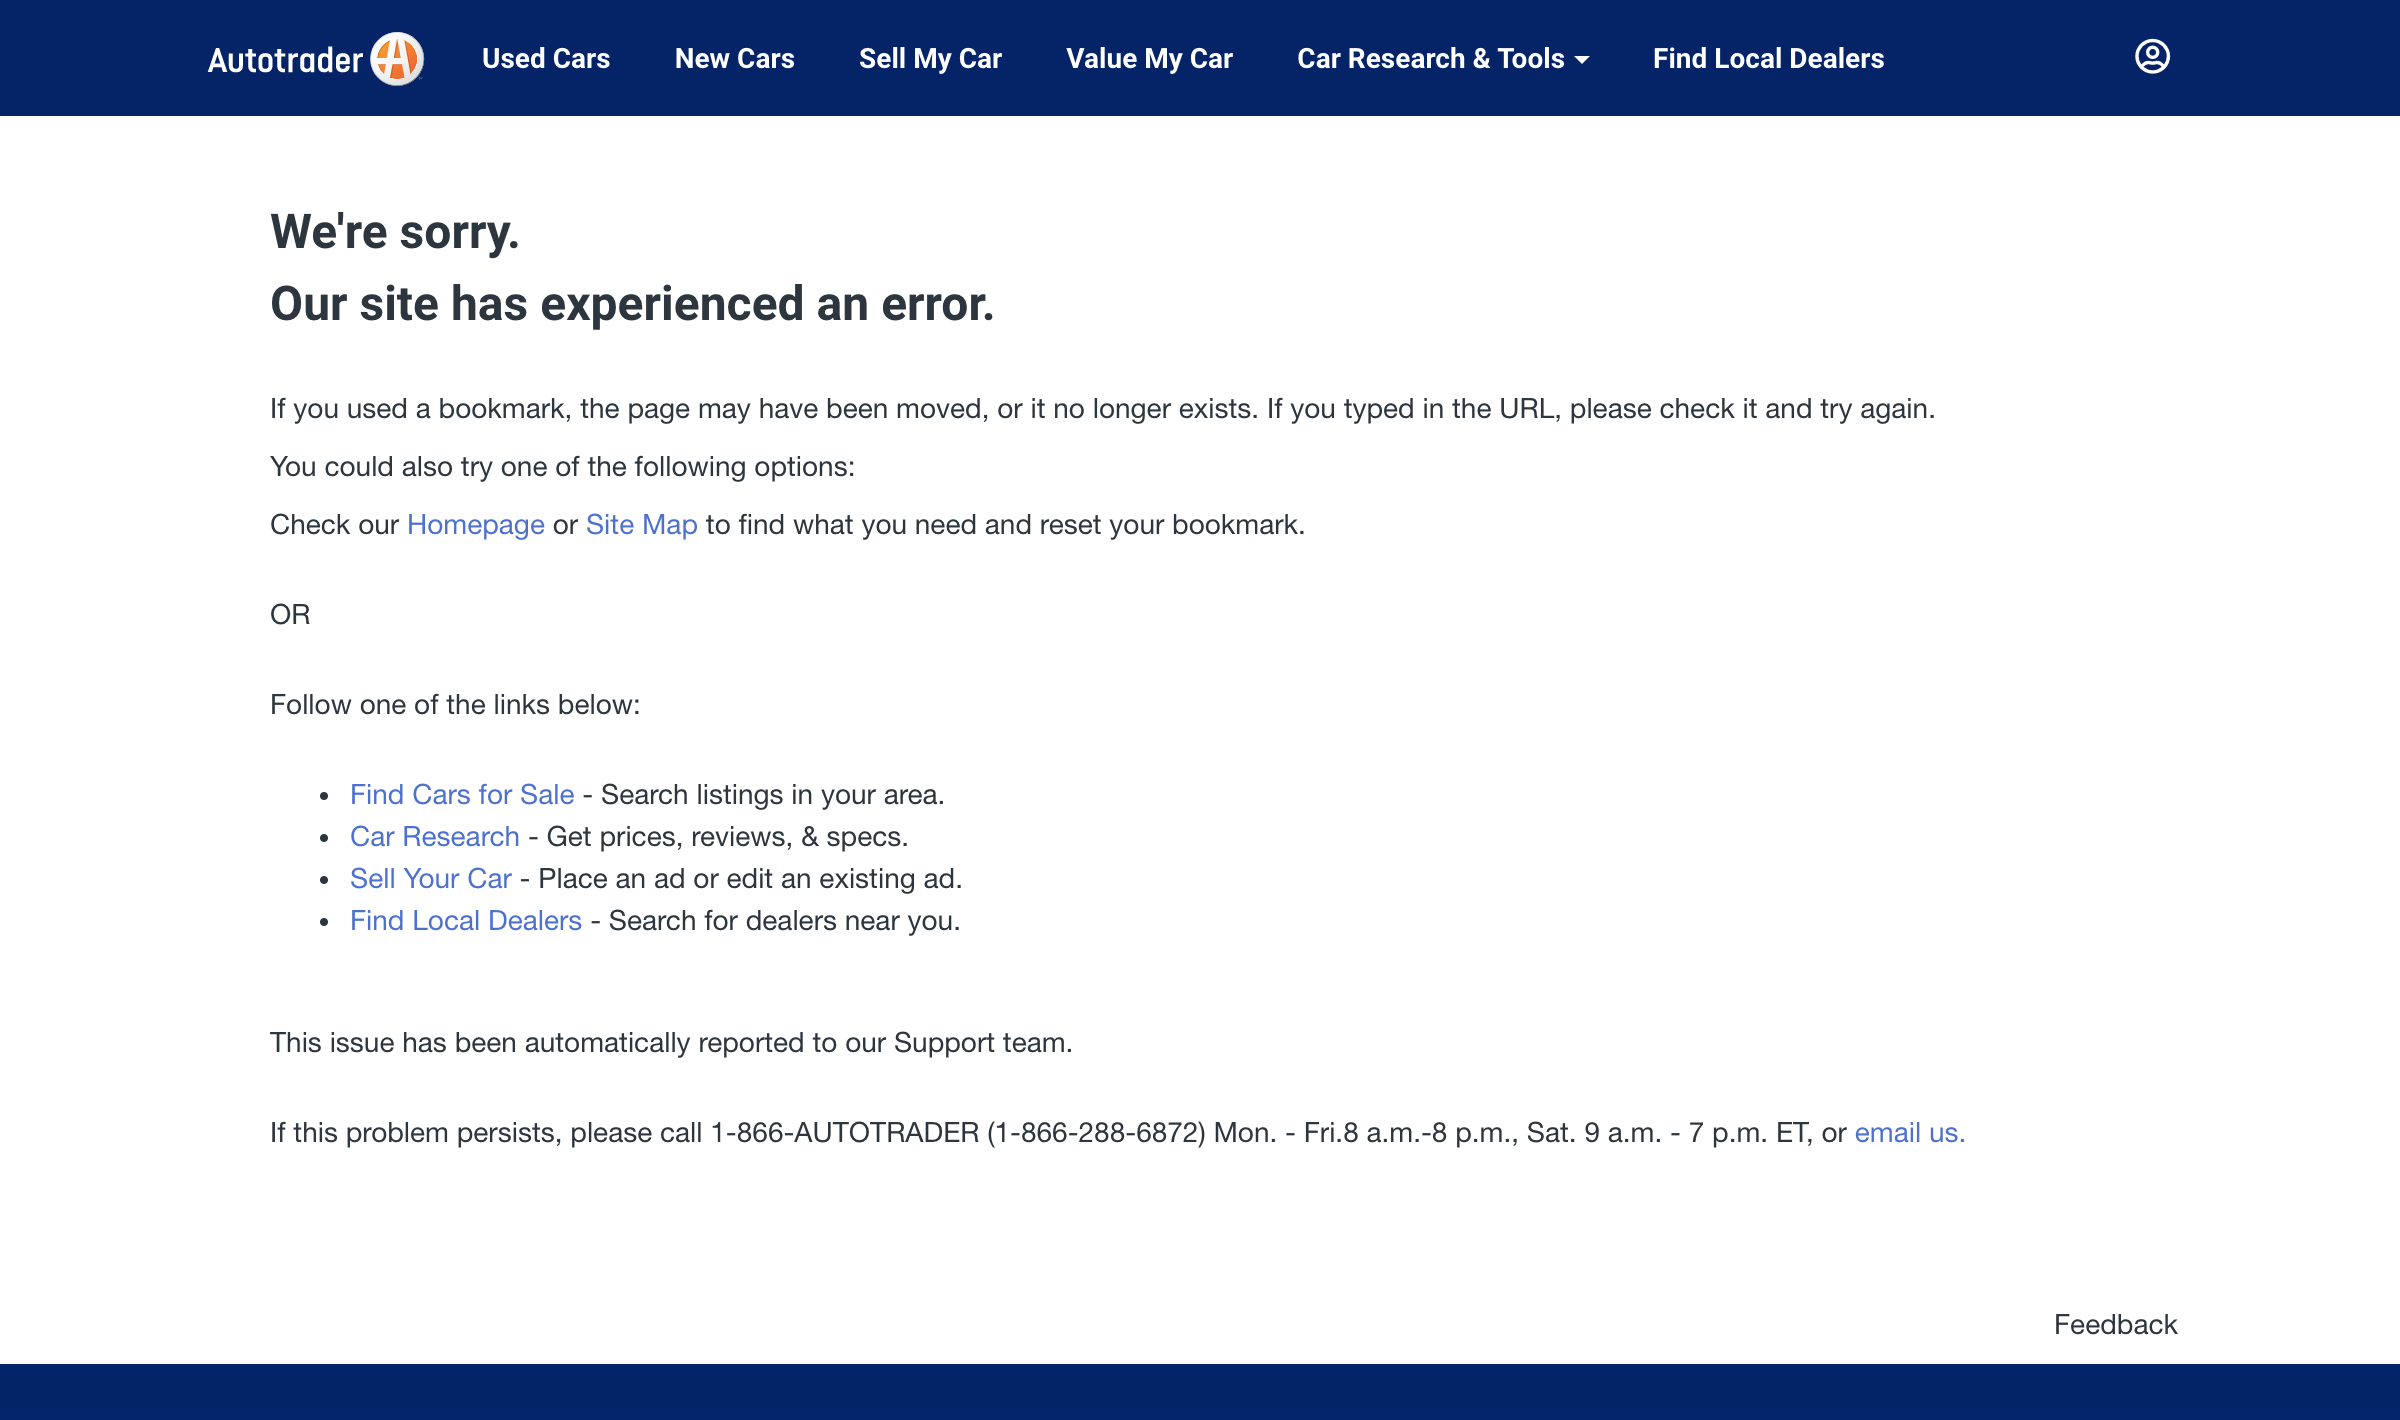 Autotrader Used Cars New Cars Sell My Car Value My Car Car Research & Tools Find Local Dealers
We're sorry.
Our site has experienced an error.
If you used a bookmark, the page may have been moved, or it no longer exists. If you typed in the URL, please check it and try again.
You could also try one of the following options:
Check our Homepage or Site Map to find what you need and reset your bookmark.
OR
Follow one of the links below:
• Find Cars for Sale - Search listings in your area.
• Car Research - Get prices, reviews, & specs.
• Sell Your Car - Place an ad or edit an existing ad.
• Find Local Dealers - Search for dealers near you.
This issue has been automatically reported to our Support team.
If this problem persists, please call 1-866-AUTOTRADER (1-866-288-6872) Mon. - Fri.8 a.m.-8 p.m., Sat. 9 a.m. - 7 p.m. ET, or email us.
Feedback